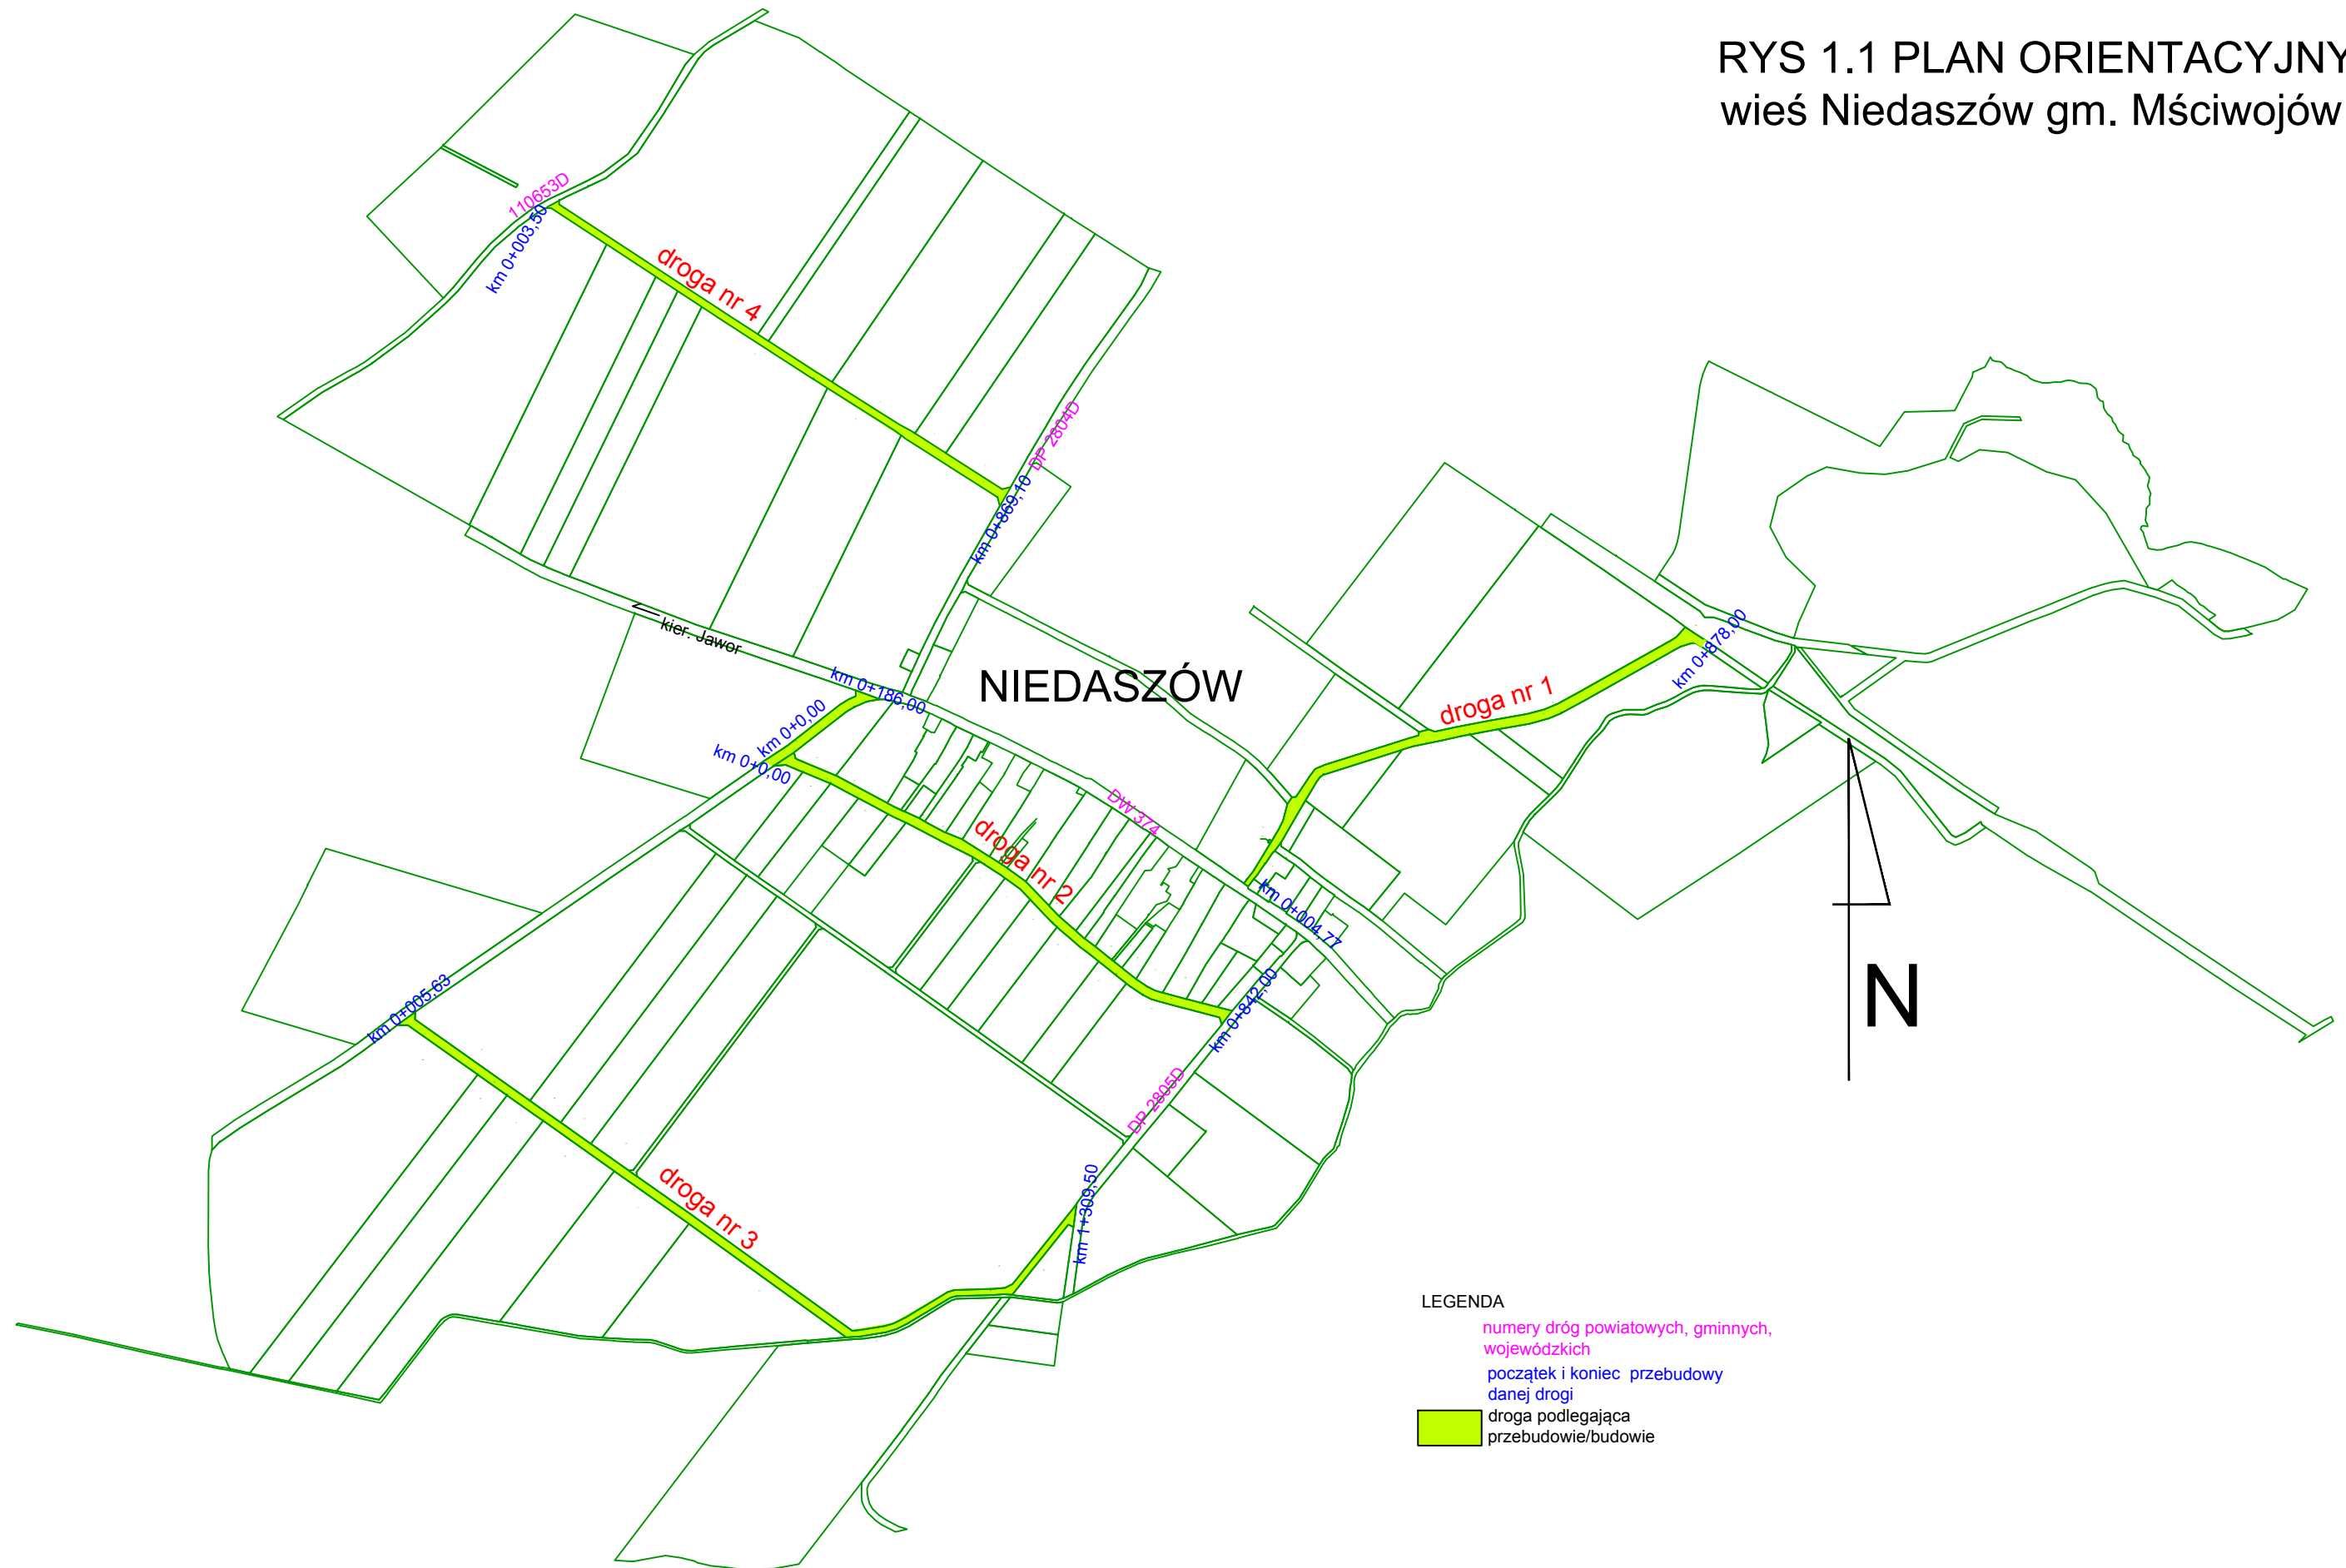 RYS 1.1 PLAN ORIENTACYJNY
wieś Niedaszów gm. Mściwojów
110653D
km 0+003,50
droga nr 4
DP 2804D
km 0+869,10
kier. Jawor
km 0+186,00
NIEDASZÓW
km 0+0,00
km 0+0,00
droga nr 1
km 0+878,00
DW 374
droga nr 2
km 0+004,77
km 0+842,00
N
km 0+005,63
DP 2805D
km 1+309,50
droga nr 3
LEGENDA
numery dróg powiatowych, gminnych,
wojewódzkich
początek i koniec przebudowy
danej drogi
droga podlegająca
przebudowie/budowie